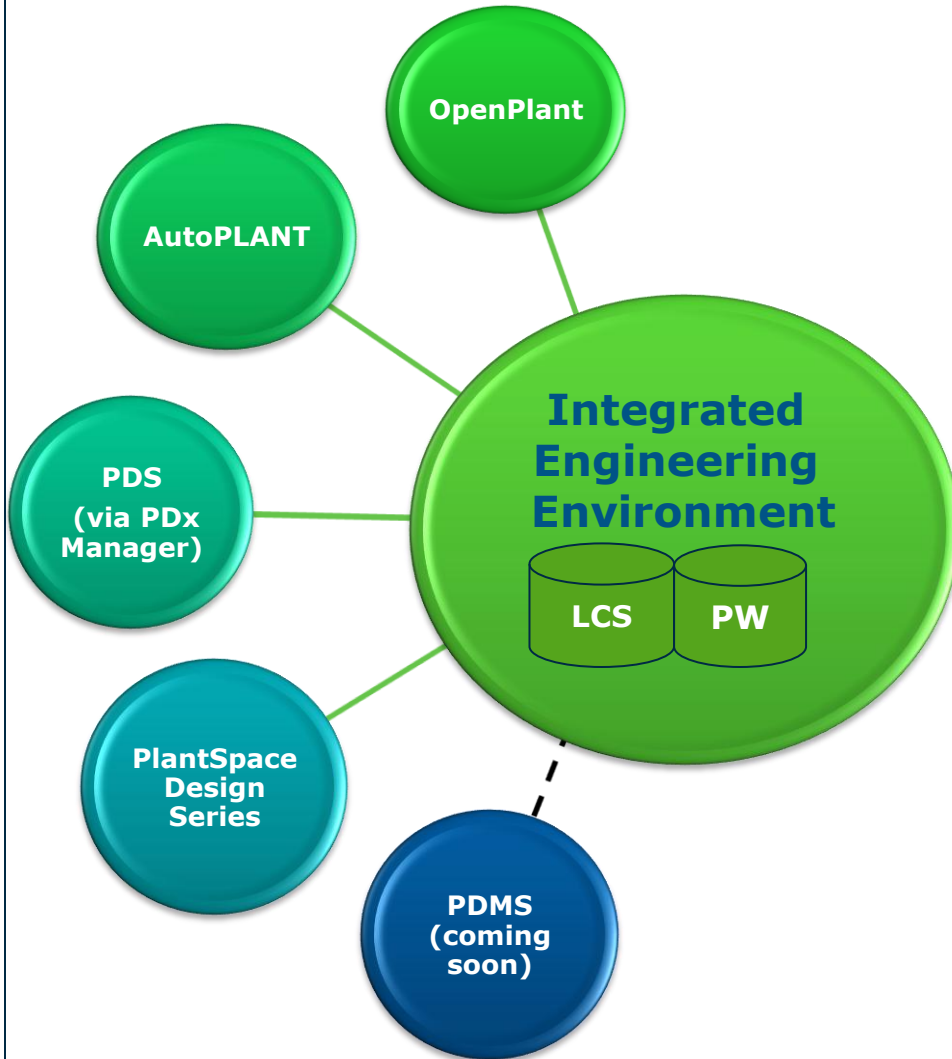 OpenPlant
AutoPLANT
Integrated
Engineering
Environment
LCS
PW
PDS
(via PDx
Manager)
PlantSpace
Design
Series
PDMS
(coming
soon)